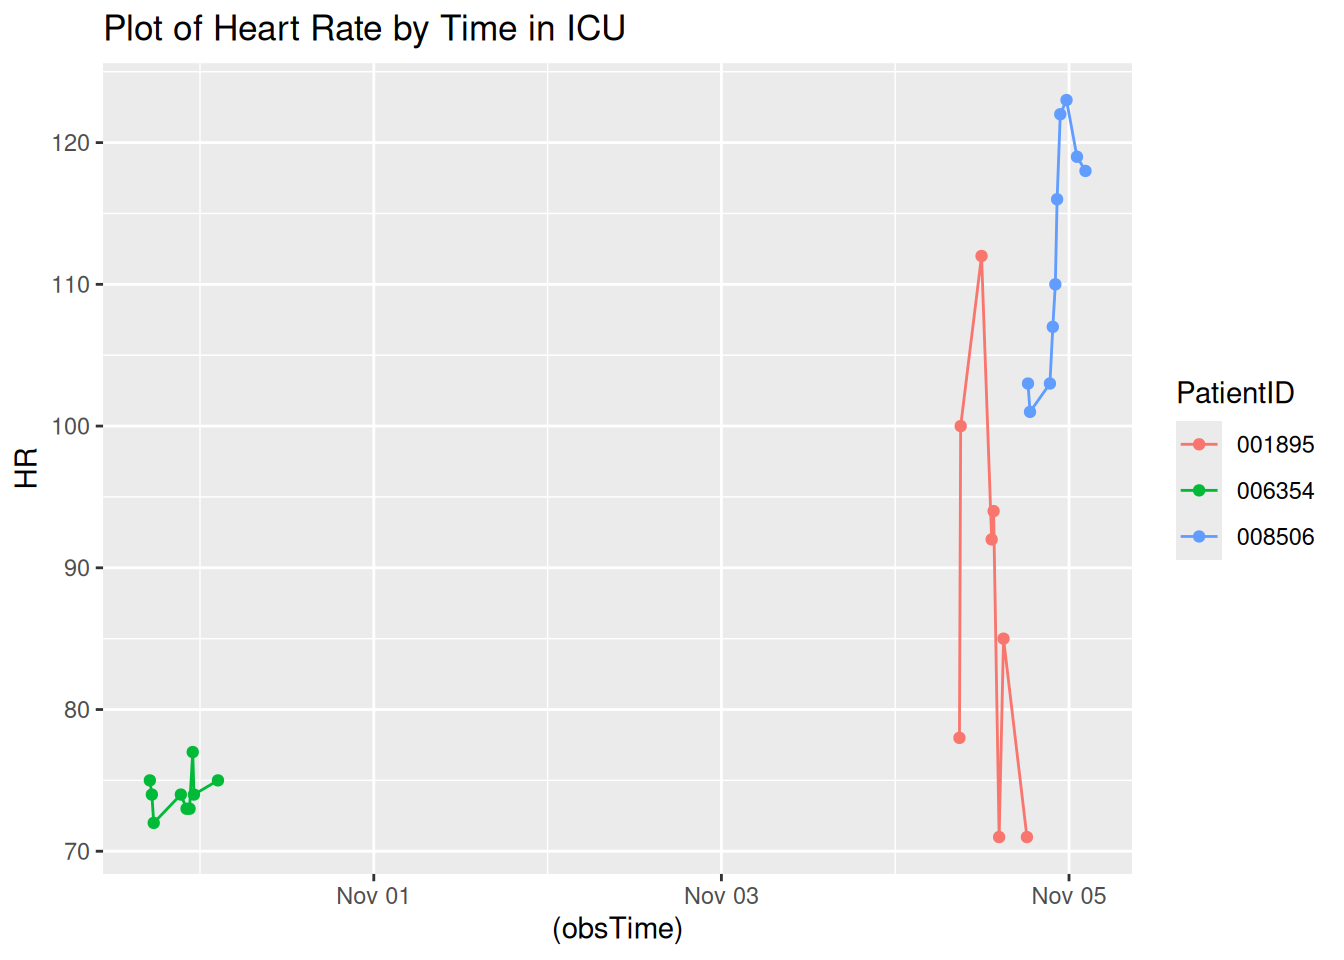 Plot of Heart Rate by Time in ICU
120
110
100
90
80
70
HR
Nov 01
Nov 03
Nov 05
(obsTime)
PatientID
001895
006354
008506